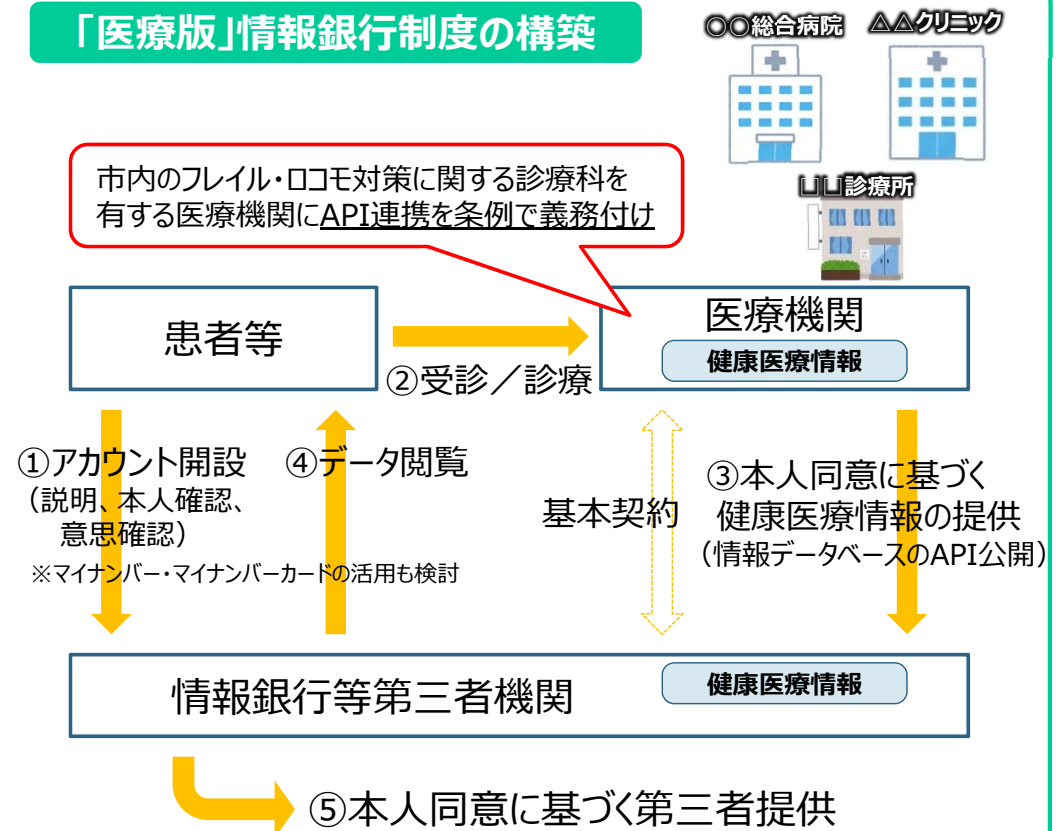 「医療版」情報銀行制度の構築
〇〇総合病院
△△クリニック
凵凵診療所
市内のフレイル・ロコモ対策に関する診療科を
有する医療機関にAPI連携を条例で義務付け
患者等
②受診／診療
医療機関
健康医療情報
①アカウント開設
（説明、本人確認、
意思確認）
※マイナンバー・マイナンバーカードの活用も検討
④データ閲覧
基本契約
③本人同意に基づく
健康医療情報の提供
（情報データベースのAPI公開）
情報銀行等第三者機関
健康医療情報
⑤本人同意に基づく第三者提供